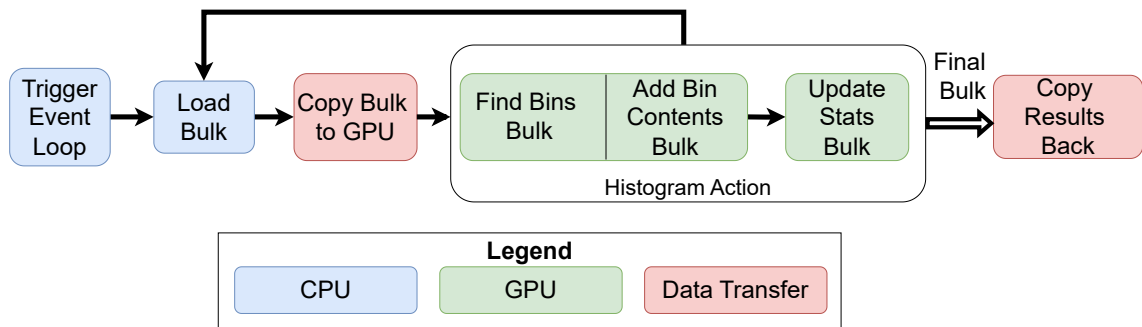 Trigger
Event
Loop
Load
Bulk
Copy Bulk
to GPU
Find Bins
Bulk
Add Bin
Contents
Bulk
Update
Stats
Bulk
Histogram Action
Final
Bulk
Copy
Results
Back
Legend
CPU
GPU
Data Transfer